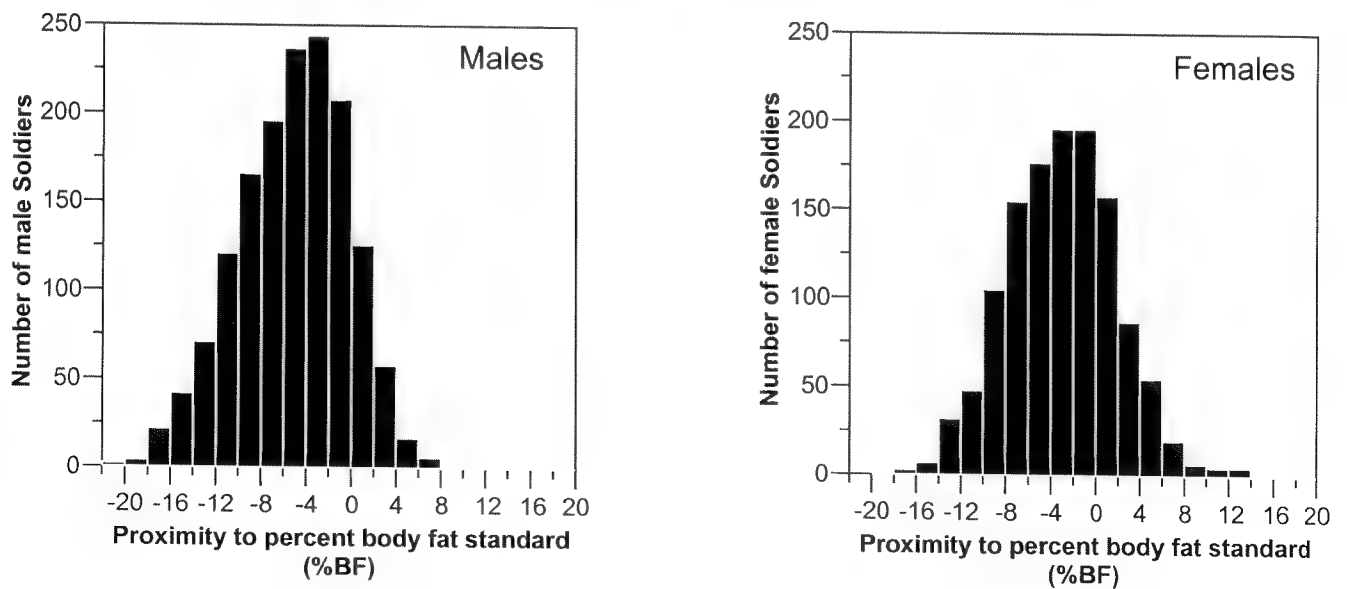 Males
Number of male Soldiers
250
200
150
100
50
0
-20 -16 -12 -8 -4 0 4 8 12 16 20
Proximity to percent body fat standard
(%BF)
Females
Number of female Soldiers
250
200
150
100
50
0
-20 -16 -12 -8 -4 0 4 8 12 16 20
Proximity to percent body fat standard
(%BF)